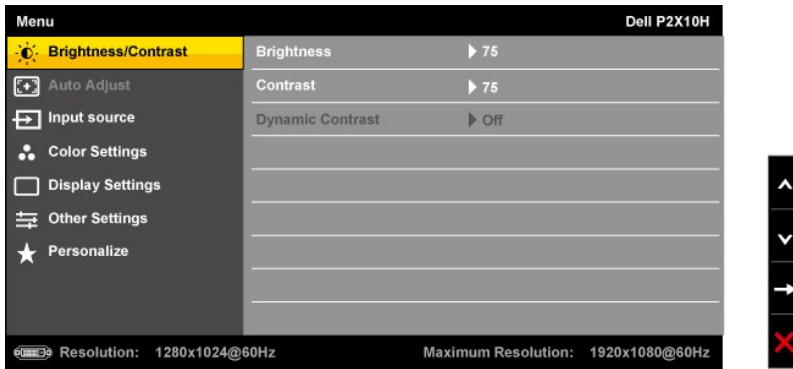 Menu Dell P2X10H
Brightness/Contrast Brightness 75
Auto Adjust Contrast 75
Input source Dynamic Contrast Off
Color Settings
Display Settings
Other Settings
Personalize
Resolution: 1280x1024@60Hz Maximum Resolution: 1920x1080@60Hz